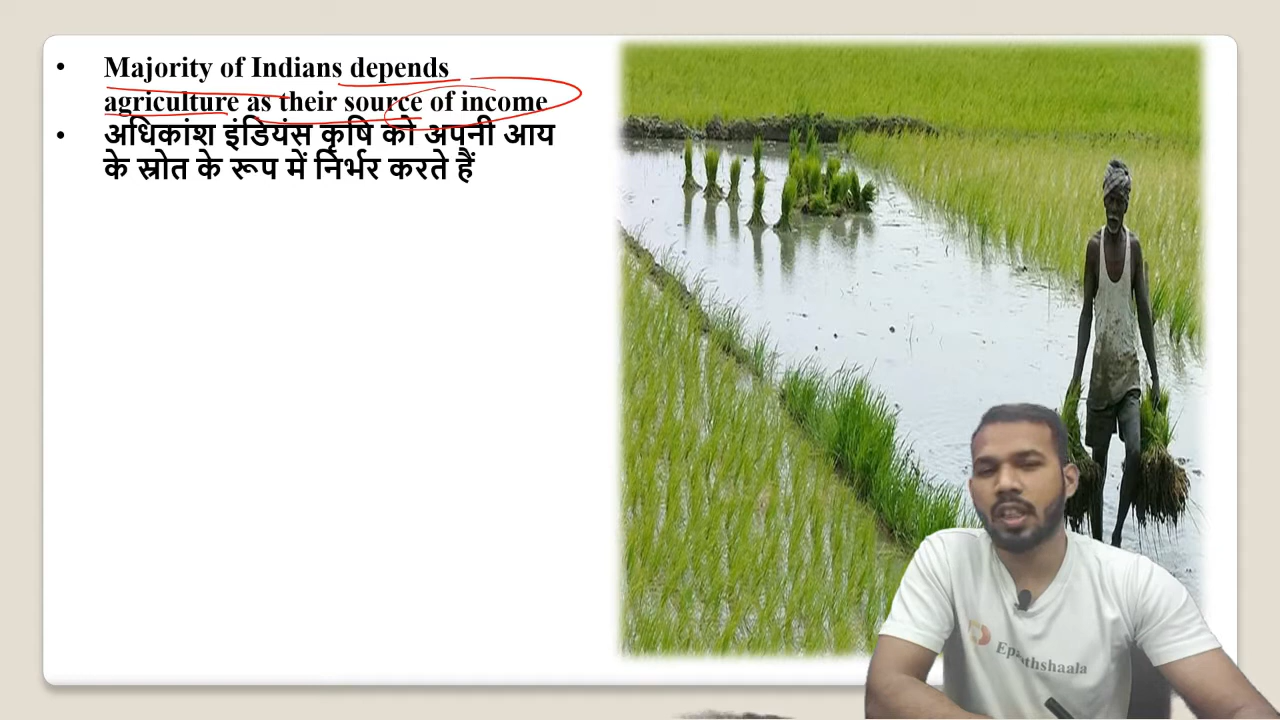 • Majority of Indians depends
agriculture as their source of income
• अधिकांश इंडियंस कृषि को अपनी आय
के स्रोत के रूप में निर्भर करते हैं